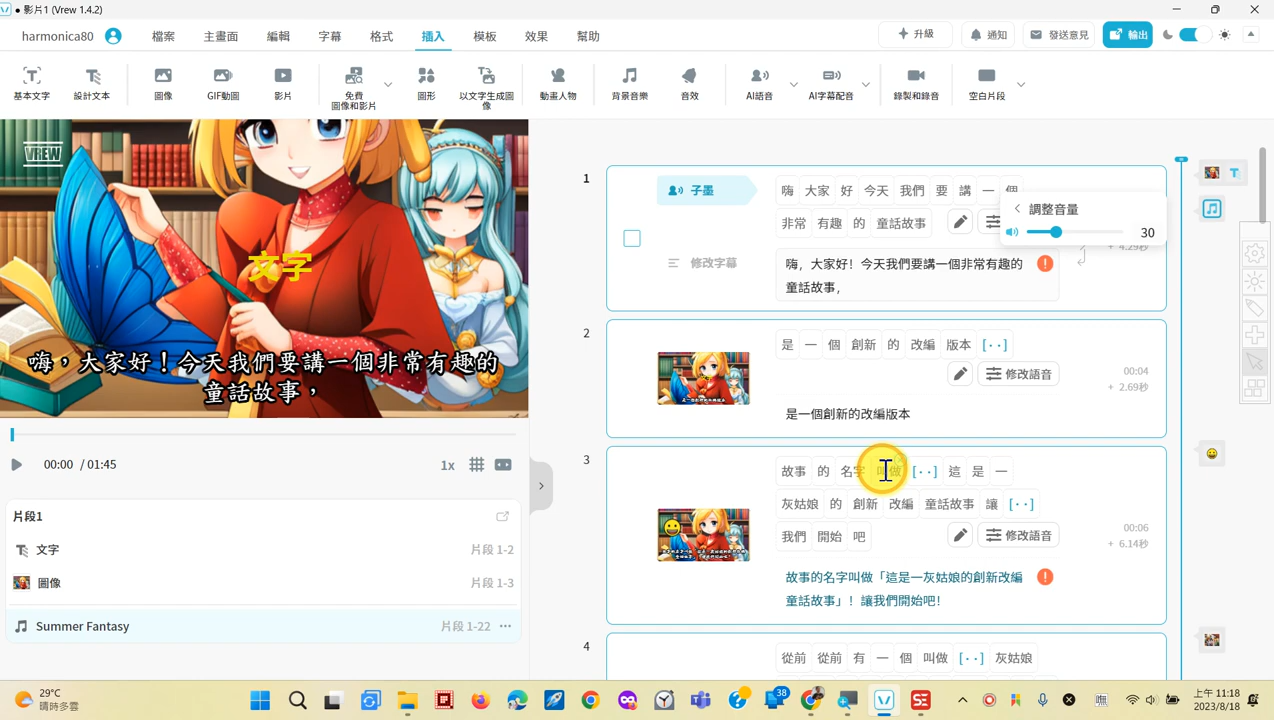 ● 影片1 (Vrew 1.4.2)
harmonica80 檔案 主畫面 編輯 字幕 格式 插入 模板 效果 幫助 升級 通知 發送意見 輸出
基本文字 設計文本 圖像 GIF動圖 影片 免費 圖像和影片 圖形 以文字生成圖像 動畫人物 背景音樂 音效 AI語音 AI字幕配音 錄製和錄音 空白片段
VREW
文字
嗨，大家好！今天我們要講一個非常有趣的
童話故事，
00:00 / 01:45 1x
片段1
文字 片段 1-2
圖像 片段 1-3
Summer Fantasy 片段 1-22
1
子墨
嗨 大家 好 今天 我們 要 講 一 個
非常 有趣 的 童話故事
調整音量
30
+ 4.29秒
修改字幕
嗨，大家好！今天我們要講一個非常有趣的
童話故事，
2
是 一 個 創新 的 改編 版本 [··]
修改語音
00:04
+ 2.69秒
是一個創新的改編版本
3
故事 的 名字 叫做 [··] 這 是 一
灰姑娘 的 創新 改編 童話故事 讓 [··]
我們 開始 吧
修改語音
00:06
+ 6.14秒
故事的名字叫做「這是一灰姑娘的創新改編
童話故事」！讓我們開始吧！
4
從前 從前 有 一 個 叫做 [··] 灰姑娘
29°C
晴時多雲
38
上午 11:18
2023/8/18